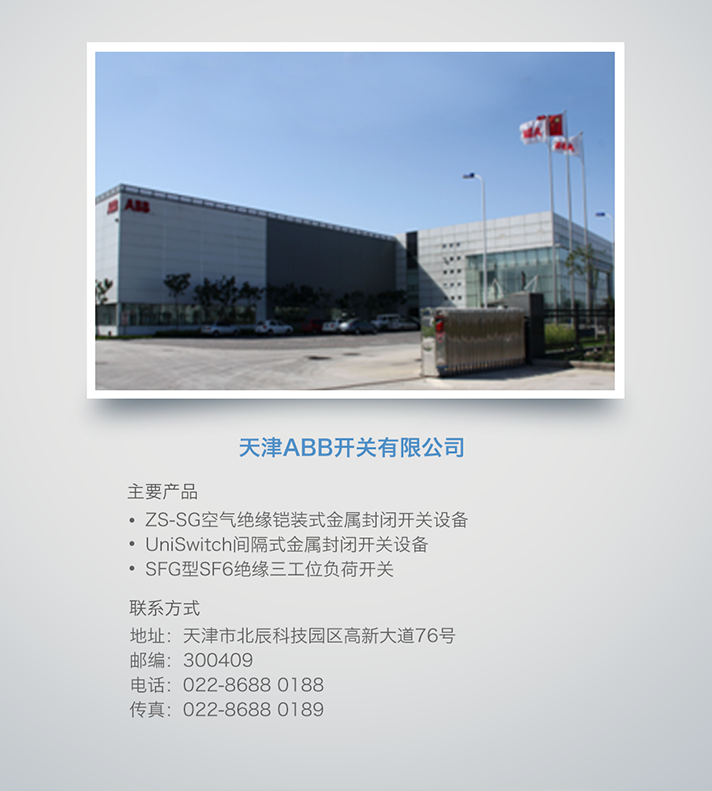 ABB ABB
天津ABB开关有限公司
主要产品
• ZS-SG空气绝缘铠装式金属封闭开关设备
• UniSwitch间隔式金属封闭开关设备
• SFG型SF6绝缘三工位负荷开关
联系方式
地址：天津市北辰科技园区高新大道76号
邮编：300409
电话：022-8688 0188
传真：022-8688 0189